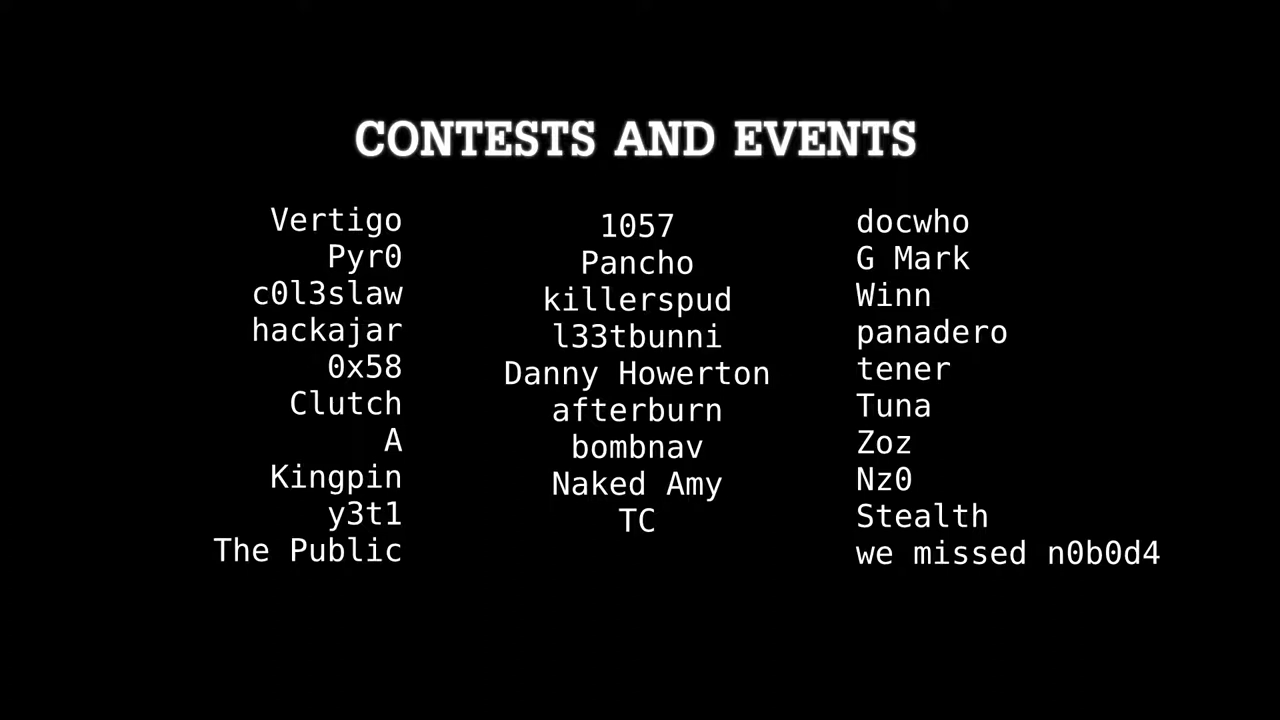 CONTESTS AND EVENTS
Vertigo
Pyr0
c0l3slaw
hackajar
0x58
Clutch
A
Kingpin
y3t1
The Public
1057
Pancho
killerspud
l33tbunni
Danny Howerton
afterburn
bombnav
Naked Amy
TC
docwho
G Mark
Winn
panadero
tener
Tuna
Zoz
Nz0
Stealth
we missed n0b0d4